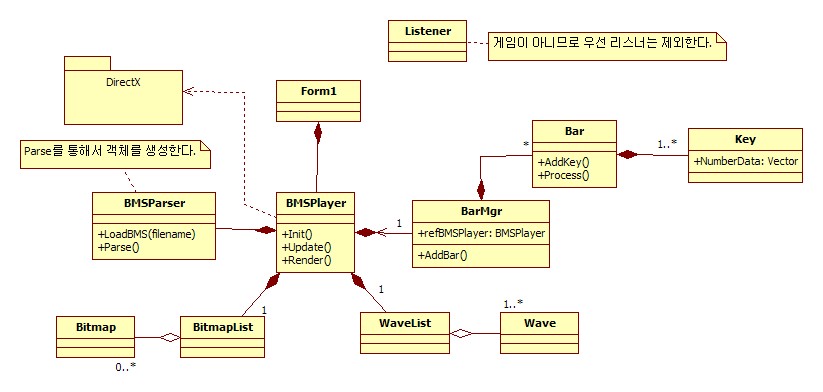 Listener
게임이 아니므로 우선 리스너는 제외한다.
DirectX
Form1
Bar
+AddKey()
+Process()
*
1..*
Key
+NumberData: Vector
Parse를 통해서 객체를 생성한다.
BMSParser
+LoadBMS(filename)
+Parse()
BMSPlayer
+Init()
+Update()
+Render()
1
BarMgr
+refBMSPlayer: BMSPlayer
+AddBar()
1
1
1..*
Bitmap
BitmapList
WaveList
Wave
0..*